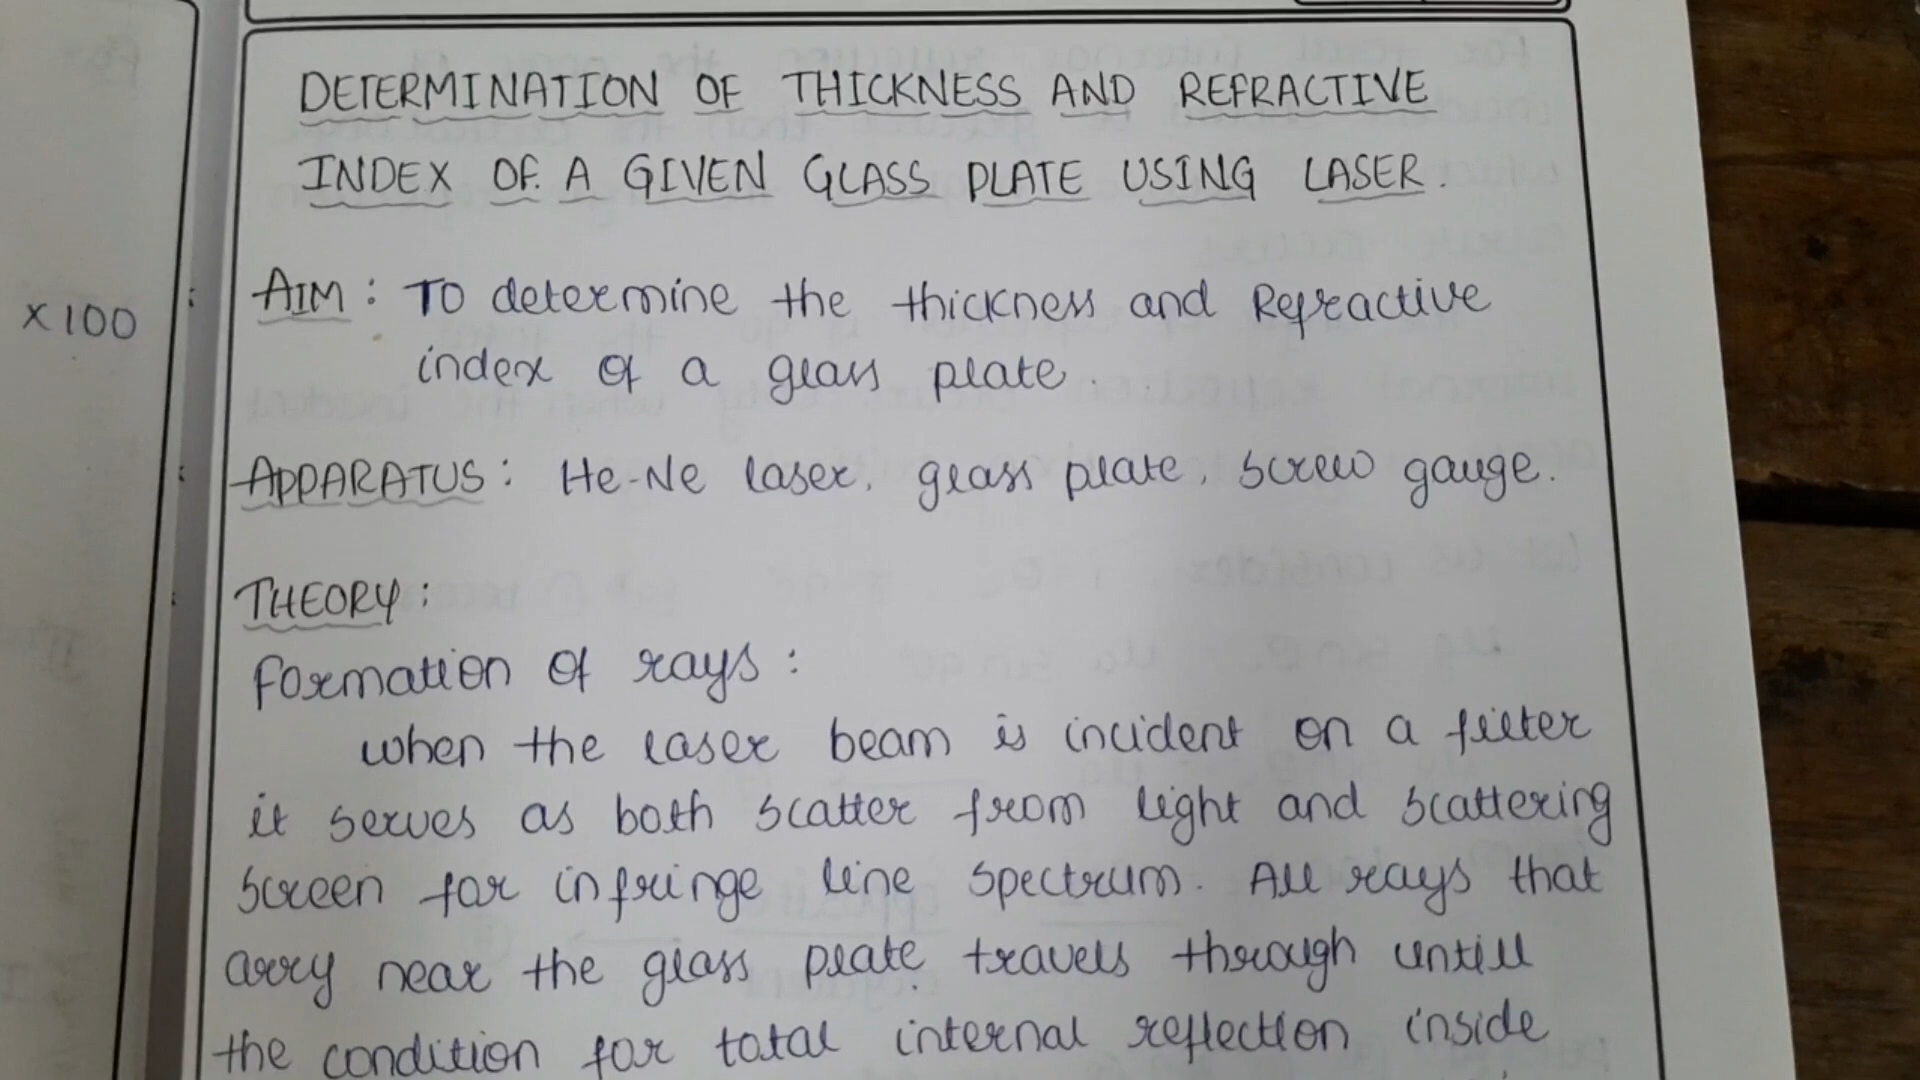 DETERMINATION OF THICKNESS AND REFRACTIVE
INDEX OF A GIVEN GLASS PLATE USING LASER.
x 100
AIM : To determine the thickness and Refractive
index of a glass plate.
APPARATUS : He-Ne laser, glass plate, screw gauge.
THEORY :
Formation of rays :
when the laser beam is incident on a filter
it serves as both scatter from light and scattering
screen for infringe line spectrum. All rays that
arry near the glass plate travels through untill
the condition for total internal reflection inside